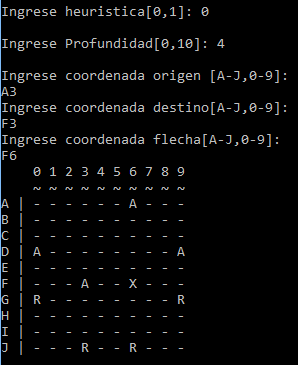 Ingrese heuristica[0,1]: 0
Ingrese Profundidad[0,10]: 4
Ingrese coordenada origen [A-J,0-9]:
A3
Ingrese coordenada destino[A-J,0-9]:
F3
Ingrese coordenada flecha[A-J,0-9]:
F6
    0 1 2 3 4 5 6 7 8 9
    ~ ~ ~ ~ ~ ~ ~ ~ ~ ~
A | - - - - - - A - - -
B | - - - - - - - - - -
C | - - - - - - - - - -
D | A - - - - - - - - A
E | - - - - - - - - - -
F | - - - A - - X - - -
G | R - - - - - - - - R
H | - - - - - - - - - -
I | - - - - - - - - - -
J | - - - R - - R - - -